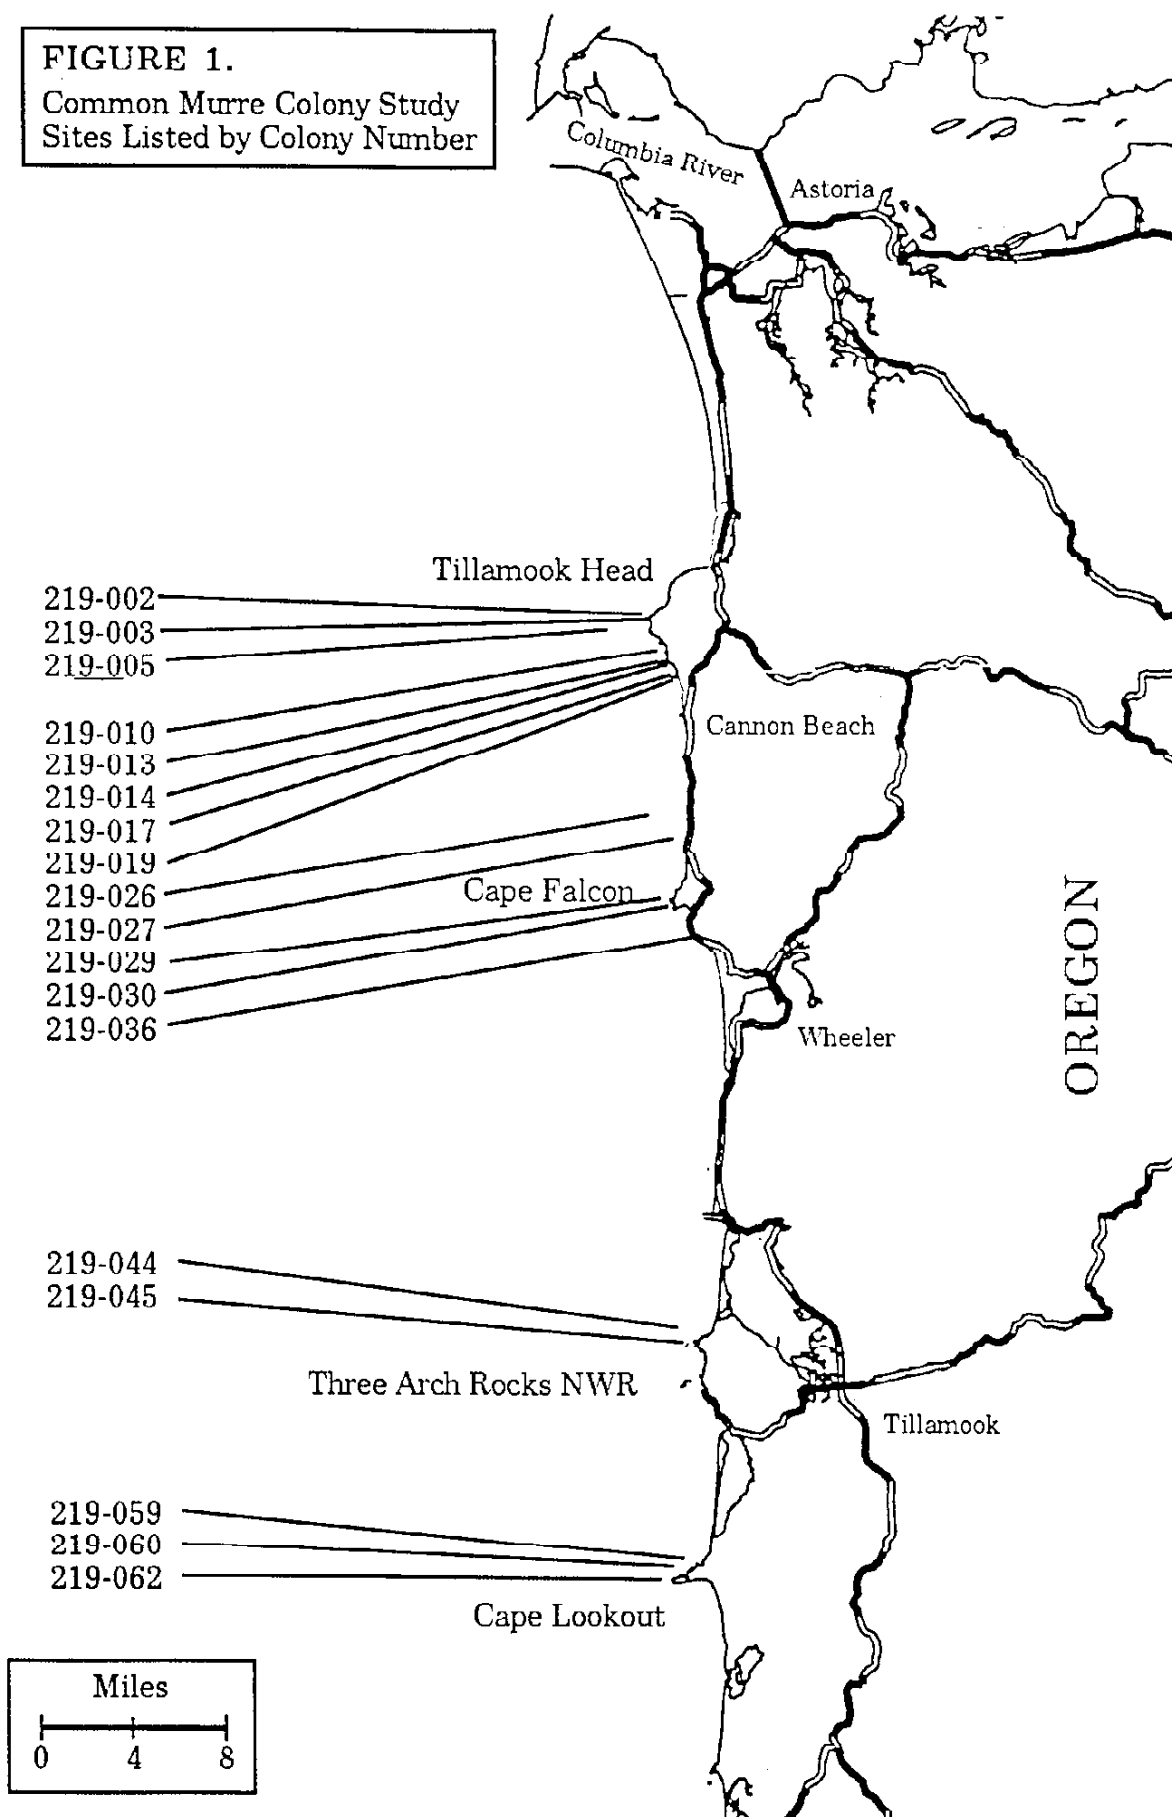 FIGURE 1.
Common Murre Colony Study
Sites Listed by Colony Number
Columbia River
Astoria
Tillamook Head
219-002
219-003
219-005
219-010
Cannon Beach
219-013
219-014
219-017
219-019
219-026
Cape Falcon
219-027
219-029
219-030
219-036
Wheeler
OREGON
219-044
219-045
Three Arch Rocks NWR
Tillamook
219-059
219-060
219-062
Cape Lookout
Miles
0 4 8